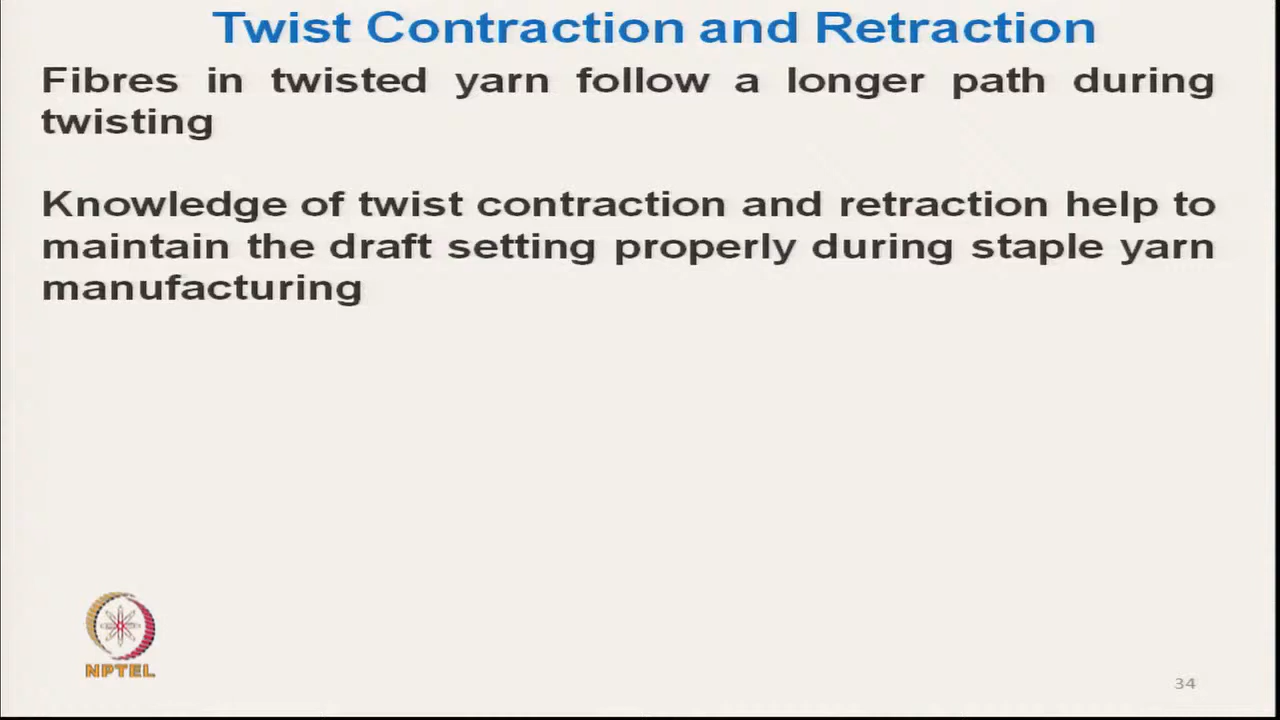 Twist Contraction and Retraction
Fibres in twisted yarn follow a longer path during
twisting
Knowledge of twist contraction and retraction help to
maintain the draft setting properly during staple yarn
manufacturing
NPTEL
34